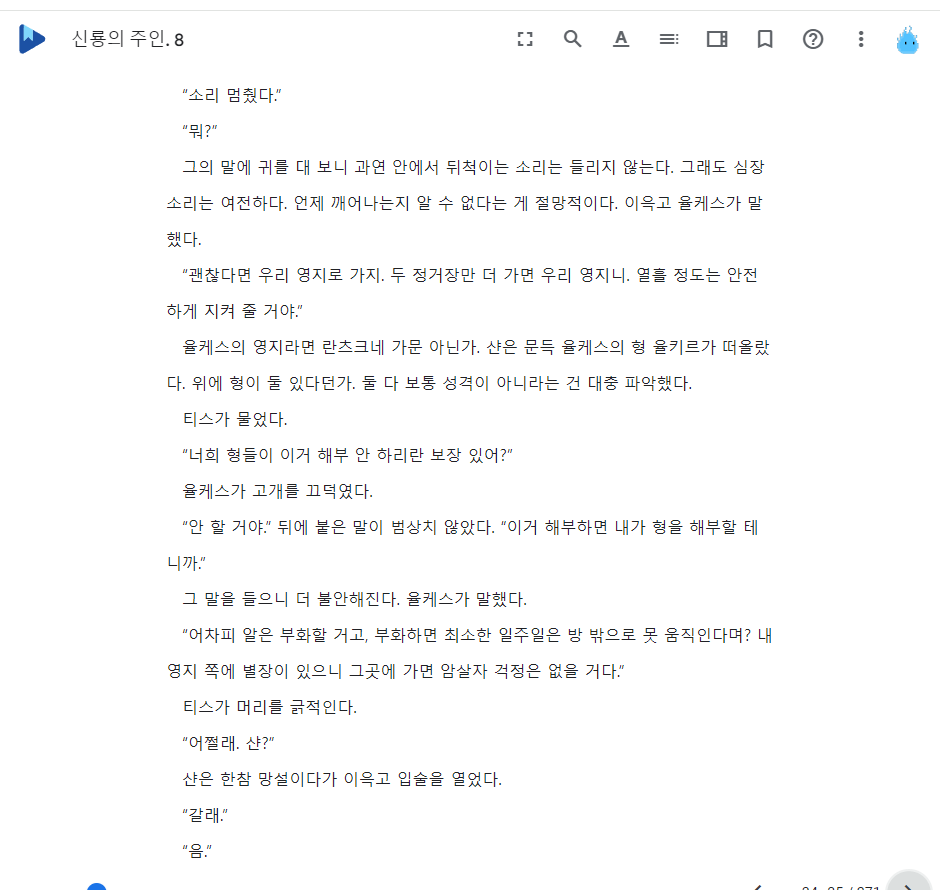 신룡의 주인. 8
“소리 멈췄다.”
“뭐?”
그의 말에 귀를 대 보니 과연 안에서 뒤척이는 소리는 들리지 않는다. 그래도 심장
소리는 여전하다. 언제 깨어나는지 알 수 없다는 게 절망적이다. 이윽고 율케스가 말
했다.
“괜찮다면 우리 영지로 가지. 두 정거장만 더 가면 우리 영지니. 열흘 정도는 안전
하게 지켜 줄 거야.”
율케스의 영지라면 란츠크네 가문 아닌가. 샨은 문득 율케스의 형 율키르가 떠올랐
다. 위에 형이 둘 있다던가. 둘 다 보통 성격이 아니라는 건 대충 파악했다.
티스가 물었다.
“너희 형들이 이거 해부 안 하리란 보장 있어?”
율케스가 고개를 끄덕였다.
“안 할 거야.” 뒤에 붙은 말이 범상치 않았다. “이거 해부하면 내가 형을 해부할 테
니까.”
그 말을 들으니 더 불안해진다. 율케스가 말했다.
“어차피 알은 부화할 거고, 부화하면 최소한 일주일은 방 밖으로 못 움직인다며? 내
영지 쪽에 별장이 있으니 그곳에 가면 암살자 걱정은 없을 거다.”
티스가 머리를 긁적인다.
“어쩔래. 샨?”
샨은 한참 망설이다가 이윽고 입술을 열었다.
“갈래.”
“음.”